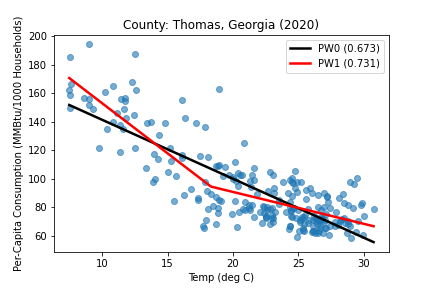 County: Thomas, Georgia (2020)
Per-Capita Consumption (MMBtu/1000 Households)
200
180
160
140
120
100
80
60
PW0 (0.673)
PW1 (0.731)
10 15 20 25 30
Temp (deg C)